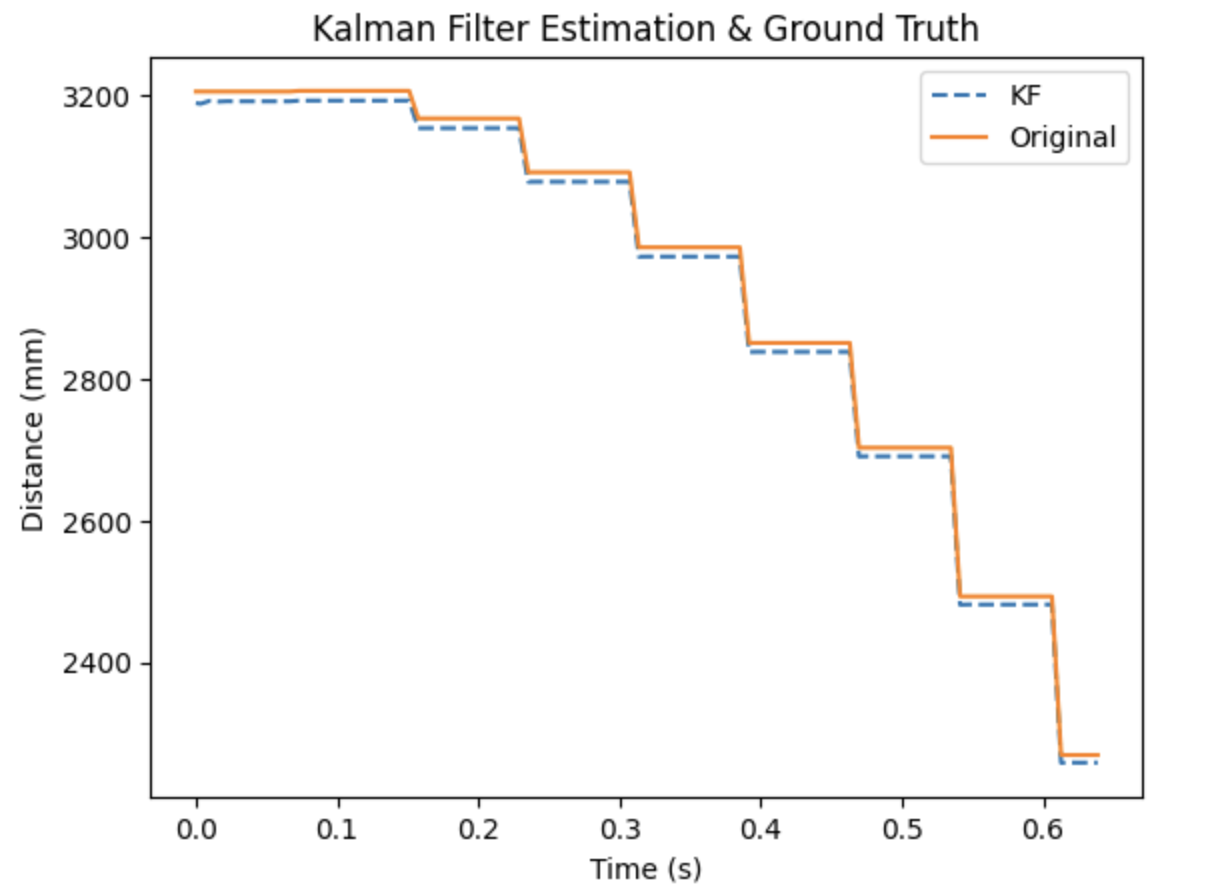 Kalman Filter Estimation & Ground Truth
KF
Original
Distance (mm)
3200
3000
2800
2600
2400
0.0 0.1 0.2 0.3 0.4 0.5 0.6
Time (s)